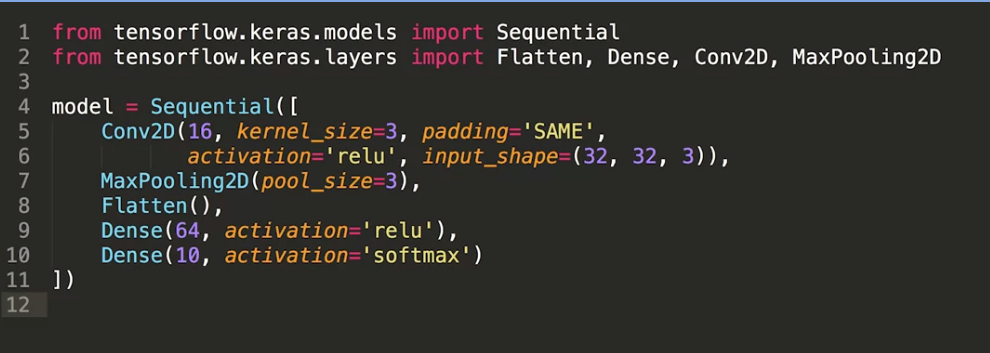 1 from tensorflow.keras.models import Sequential
2 from tensorflow.keras.layers import Flatten, Dense, Conv2D, MaxPooling2D
3
4 model = Sequential([
5     Conv2D(16, kernel_size=3, padding='SAME',
6            activation='relu', input_shape=(32, 32, 3)),
7     MaxPooling2D(pool_size=3),
8     Flatten(),
9     Dense(64, activation='relu'),
10     Dense(10, activation='softmax')
11 ])
12